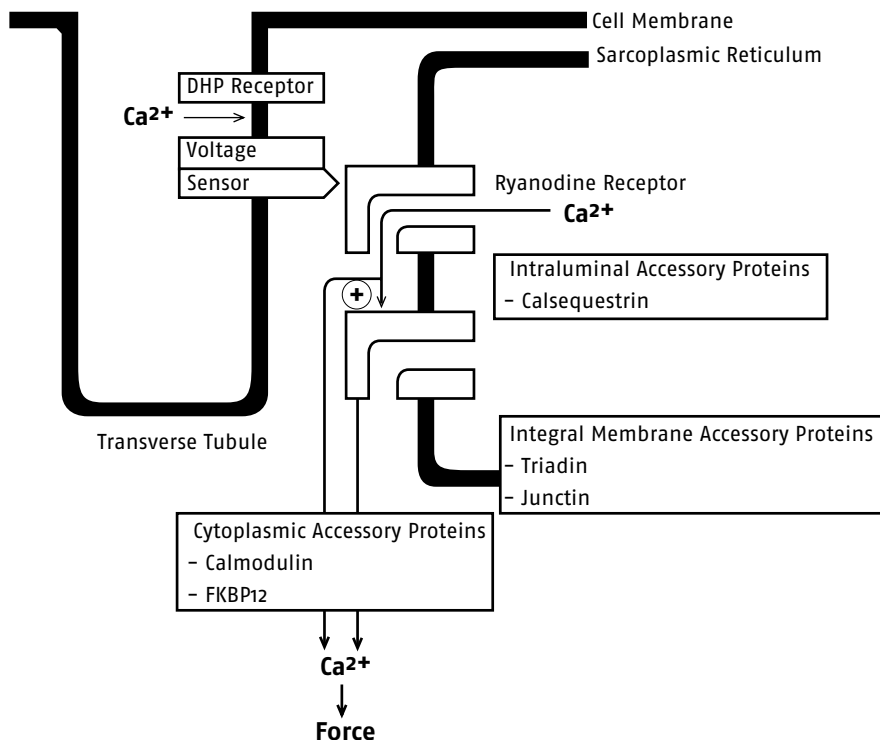 Cell Membrane
Sarcoplasmic Reticulum
DHP Receptor
Ca²⁺
Voltage
Sensor
Ryanodine Receptor
Ca²⁺
Intraluminal Accessory Proteins
– Calsequestrin
+
Transverse Tubule
Integral Membrane Accessory Proteins
– Triadin
– Junctin
Cytoplasmic Accessory Proteins
– Calmodulin
– FKBP12
Ca²⁺
Force